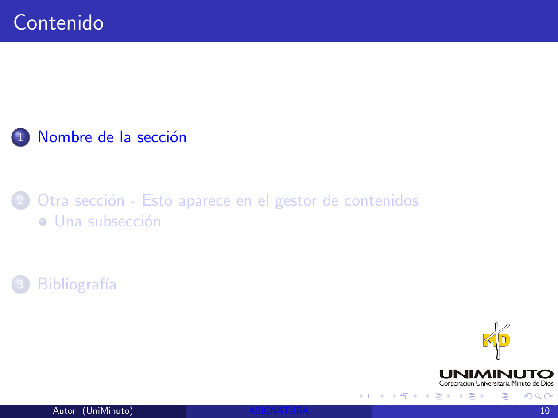 Contenido
1 Nombre de la sección
2 Otra sección - Esto aparece en el gestor de contenidos
Una subsección
3 Bibliografía
MD
UNIMINUTO
Corporación Universitaria Minuto de Dios
Autor (UniMinuto)
ASIGNATURA
10